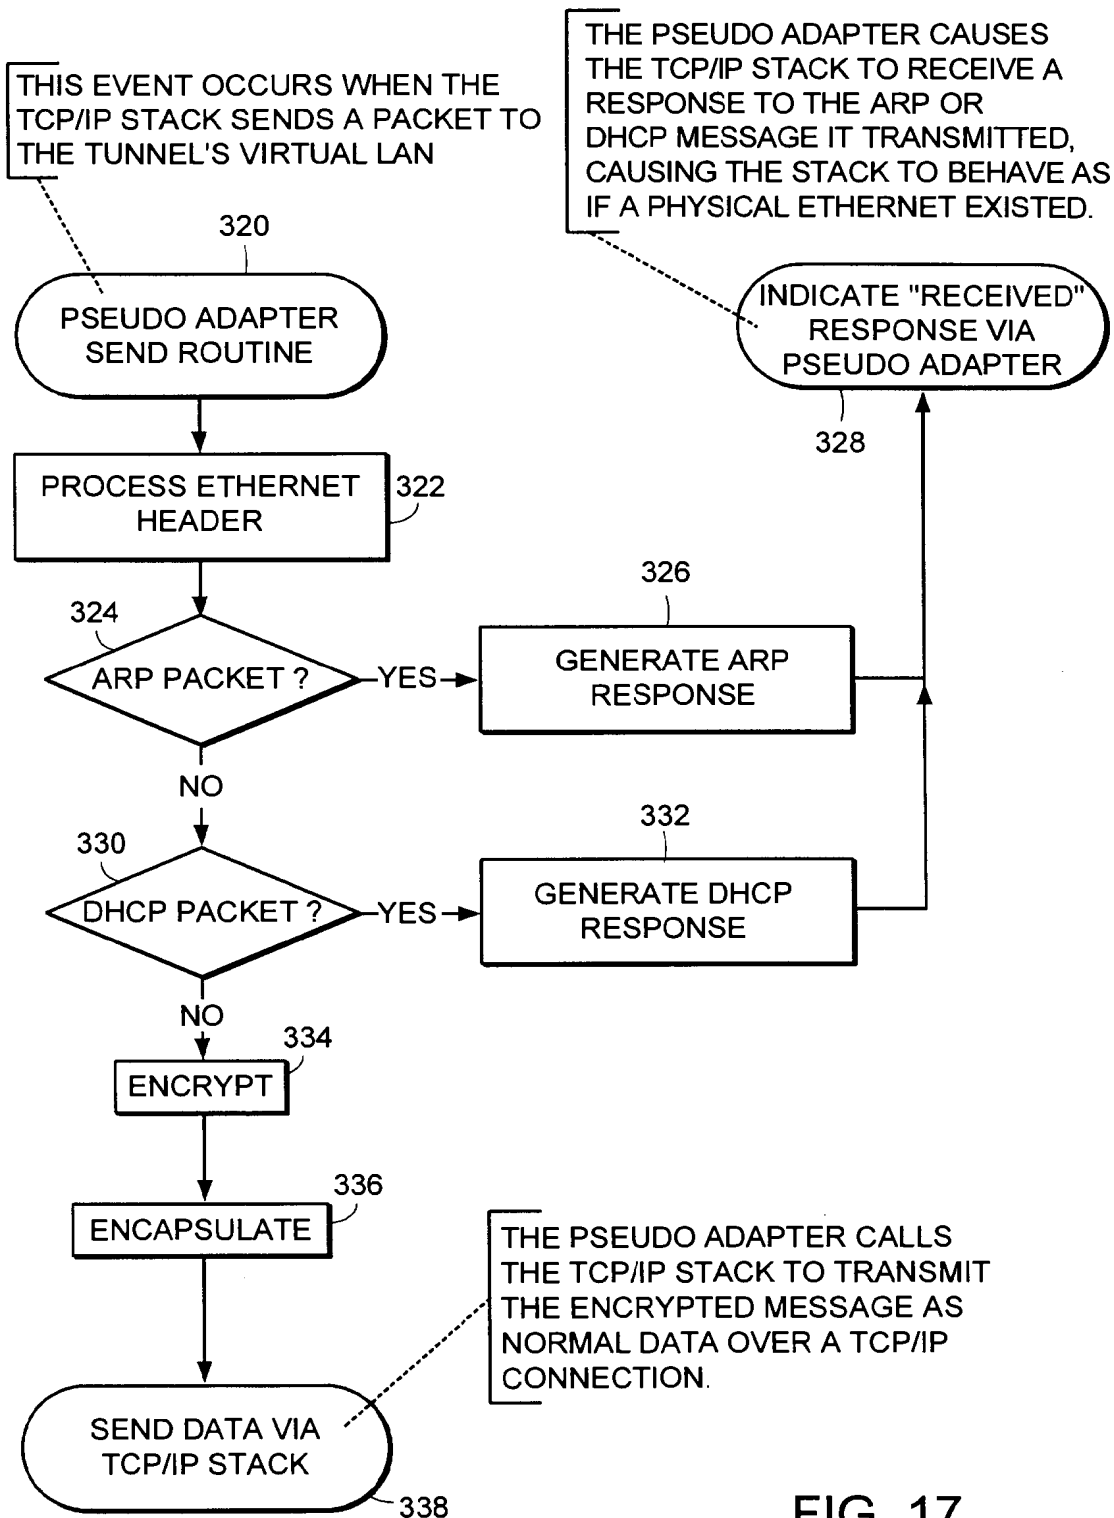 THIS EVENT OCCURS WHEN THE
TCP/IP STACK SENDS A PACKET TO
THE TUNNEL'S VIRTUAL LAN
THE PSEUDO ADAPTER CAUSES
THE TCP/IP STACK TO RECEIVE A
RESPONSE TO THE ARP OR
DHCP MESSAGE IT TRANSMITTED,
CAUSING THE STACK TO BEHAVE AS
IF A PHYSICAL ETHERNET EXISTED.
320
PSEUDO ADAPTER
SEND ROUTINE
INDICATE "RECEIVED"
RESPONSE VIA
PSEUDO ADAPTER
328
PROCESS ETHERNET
HEADER
322
324
ARP PACKET ?
YES
326
GENERATE ARP
RESPONSE
NO
330
DHCP PACKET ?
YES
332
GENERATE DHCP
RESPONSE
NO
334
ENCRYPT
336
ENCAPSULATE
THE PSEUDO ADAPTER CALLS
THE TCP/IP STACK TO TRANSMIT
THE ENCRYPTED MESSAGE AS
NORMAL DATA OVER A TCP/IP
CONNECTION.
SEND DATA VIA
TCP/IP STACK
338
FIG. 17